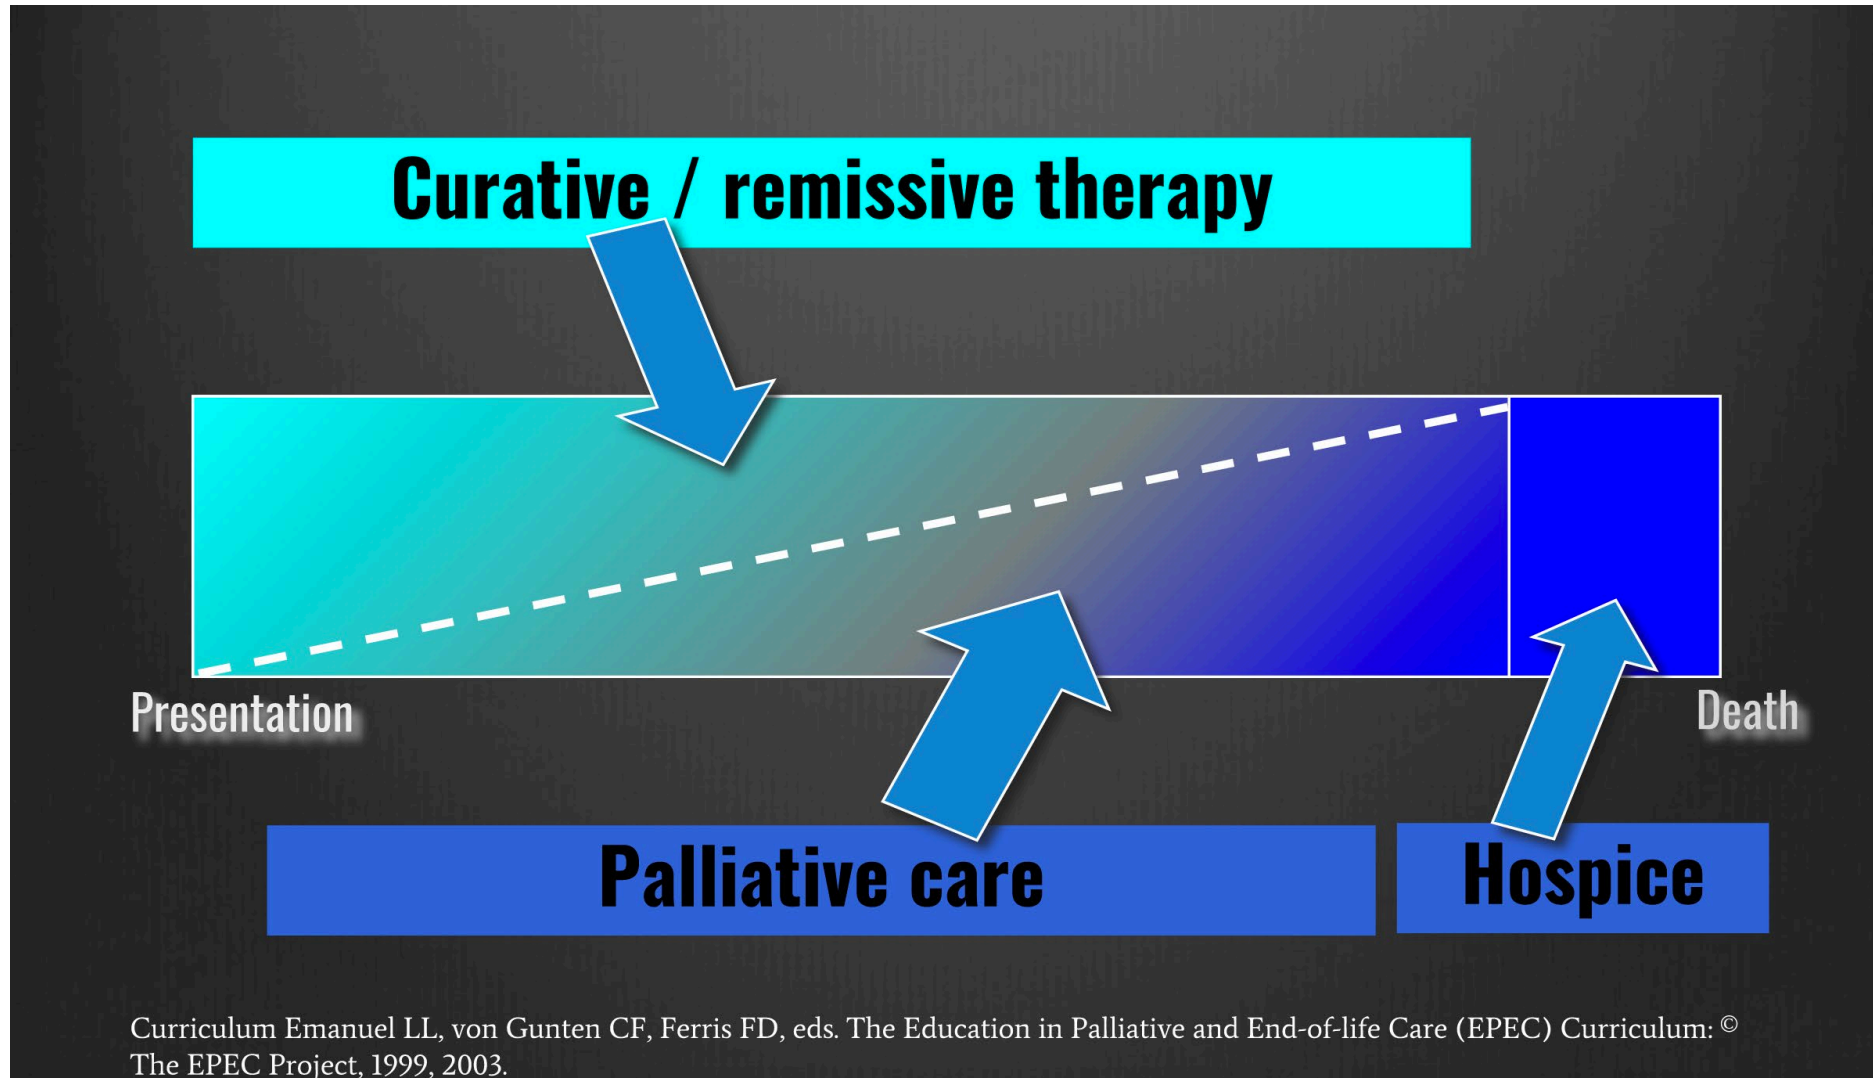 Curative / remissive therapy
Presentation
Death
Palliative care
Hospice
Curriculum Emanuel LL, von Gunten CF, Ferris FD, eds. The Education in Palliative and End-of-life Care (EPEC) Curriculum: ©
The EPEC Project, 1999, 2003.